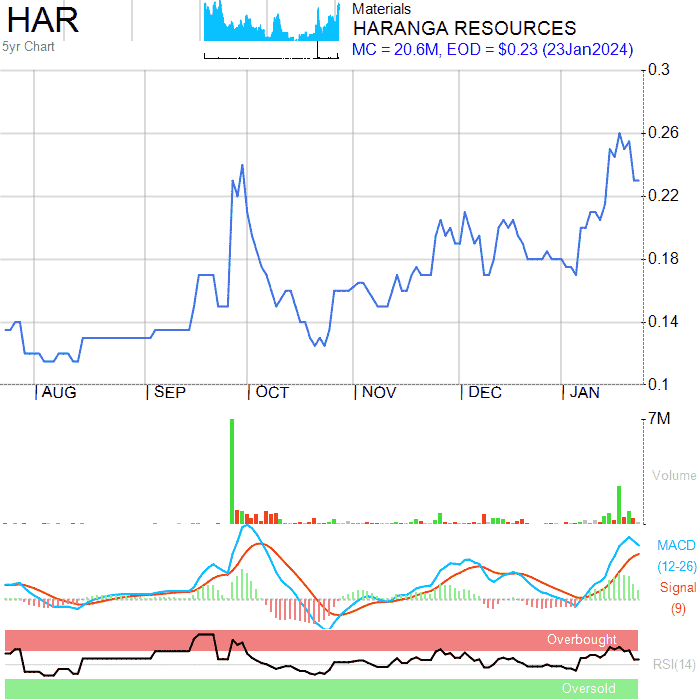 HAR
5yr Chart
Materials
HARANGA RESOURCES
MC = 20.6M, EOD = $0.23 (23Jan2024)
0.3
0.26
0.22
0.18
0.14
0.1
AUG SEP OCT NOV DEC JAN
7M
Volume
MACD
(12-26)
Signal
(9)
Overbought
RSI(14)
Oversold